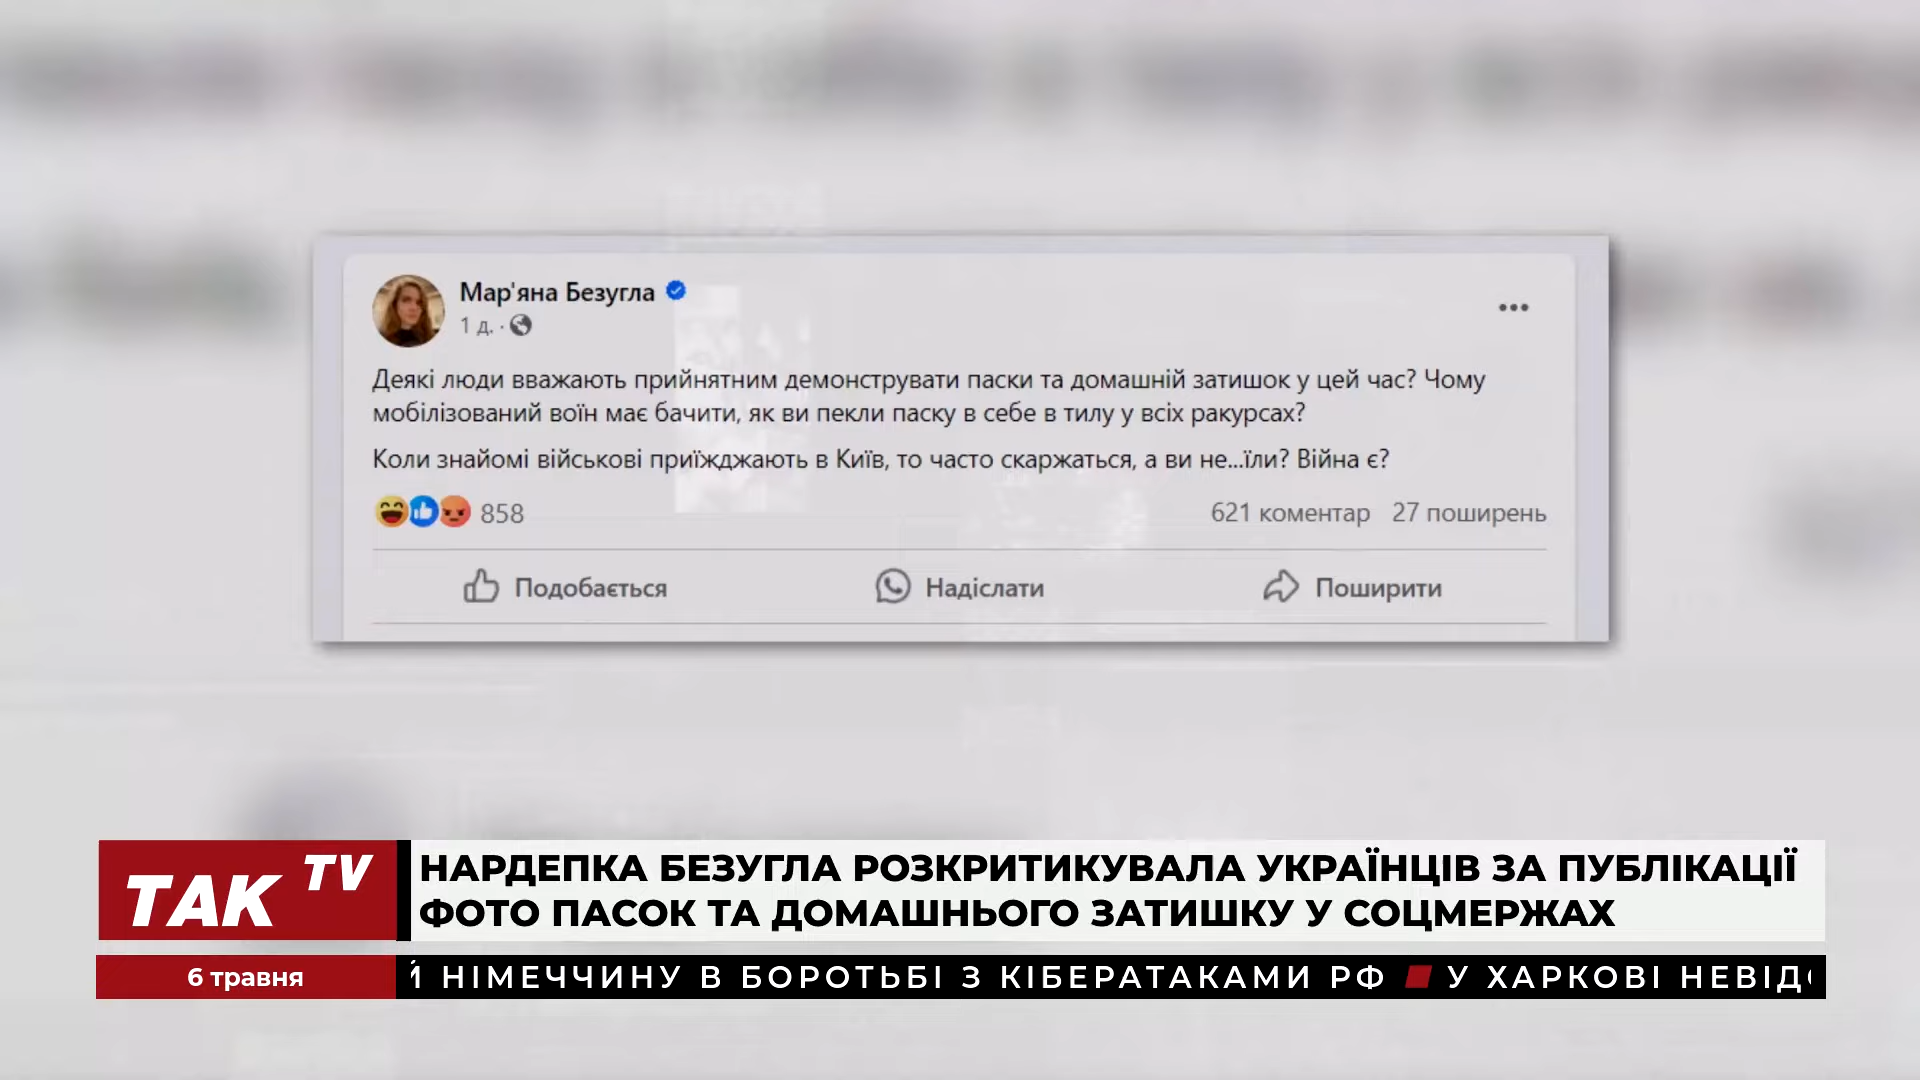 Мар'яна Безугла
1 д. ·
Деякі люди вважають прийнятним демонструвати паски та домашній затишок у цей час? Чому
мобілізований воїн має бачити, як ви пекли паску в себе в тилу у всіх ракурсах?
Коли знайомі військові приїжджають в Київ, то часто скаржаться, а ви не...їли? Війна є?
858
621 коментар 27 поширень
Подобається Надіслати Поширити
ТАК TV
НАРДЕПКА БЕЗУГЛА РОЗКРИТИКУВАЛА УКРАЇНЦІВ ЗА ПУБЛІКАЦІЇ
ФОТО ПАСОК ТА ДОМАШНЬОГО ЗАТИШКУ У СОЦМЕРЖАХ
6 травня
Й НІМЕЧЧИНУ В БОРОТЬБІ З КІБЕРАТАКАМИ РФ У ХАРКОВІ НЕВІД